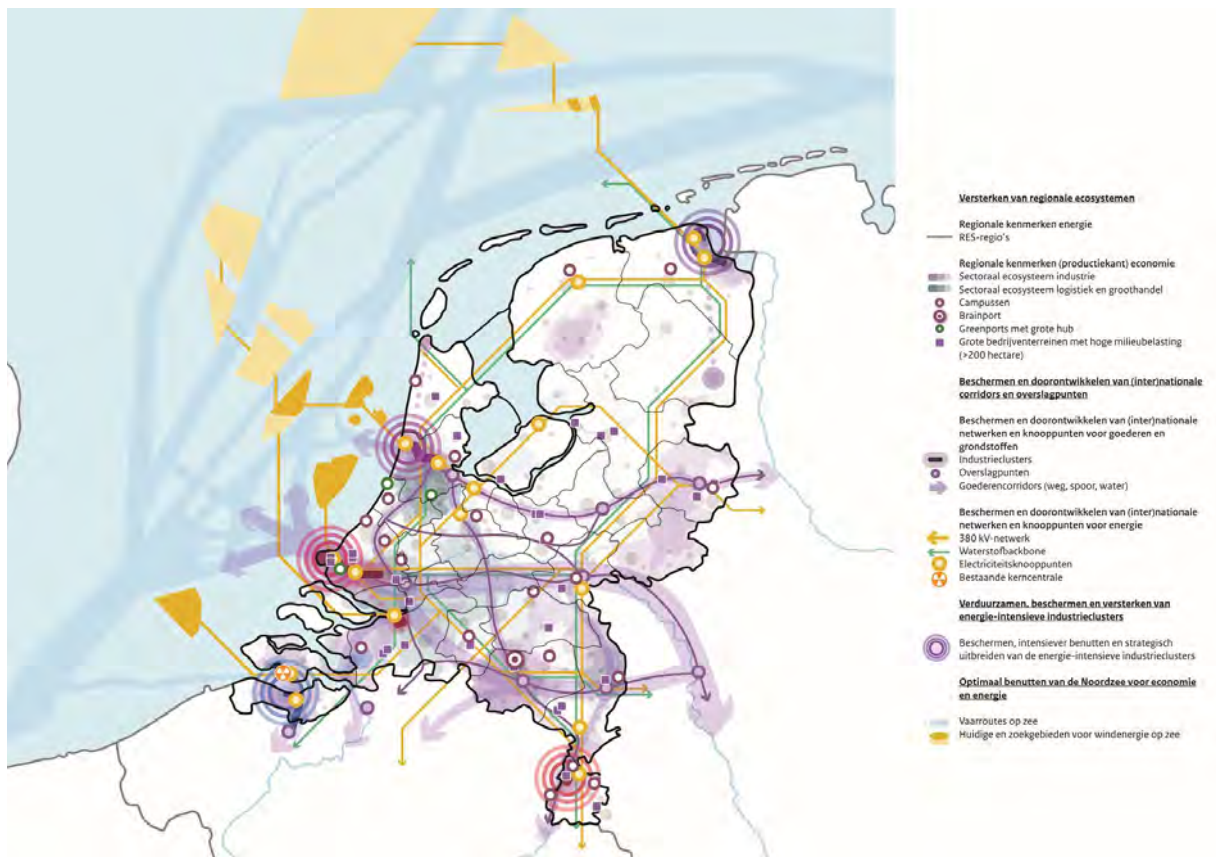 Versterken van regionale ecosystemen
Regionale kenmerken energie
RES-regio's
Regionale kenmerken (productiekant) economie
Sectoraal ecosysteem industrie
Sectoraal ecosysteem logistiek en groothandel
Campussen
Brainport
Greenports met grote hub
Grote bedrijventerreinen met hoge milieubelasting
(>200 hectare)
Beschermen en doorontwikkelen van (inter)nationale
corridors en overslagpunten
Beschermen en doorontwikkelen van (inter)nationale
netwerken en knooppunten voor goederen en
grondstoffen
Industrieclusters
Overslagpunten
Goederencorridors (weg, spoor, water)
Beschermen en doorontwikkelen van (inter)nationale
netwerken en knooppunten voor energie
380 kV-netwerk
Waterstofbackbone
Electriciteitsknooppunten
Bestaande kerncentrale
Verduurzamen, beschermen en versterken van
energie-intensieve industrieclusters
Beschermen, intensiever benutten en strategisch
uitbreiden van de energie-intensieve industrieclusters
Optimaal benutten van de Noordzee voor economie
en energie
Vaarroutes op zee
Huidige en zoekgebieden voor windenergie op zee